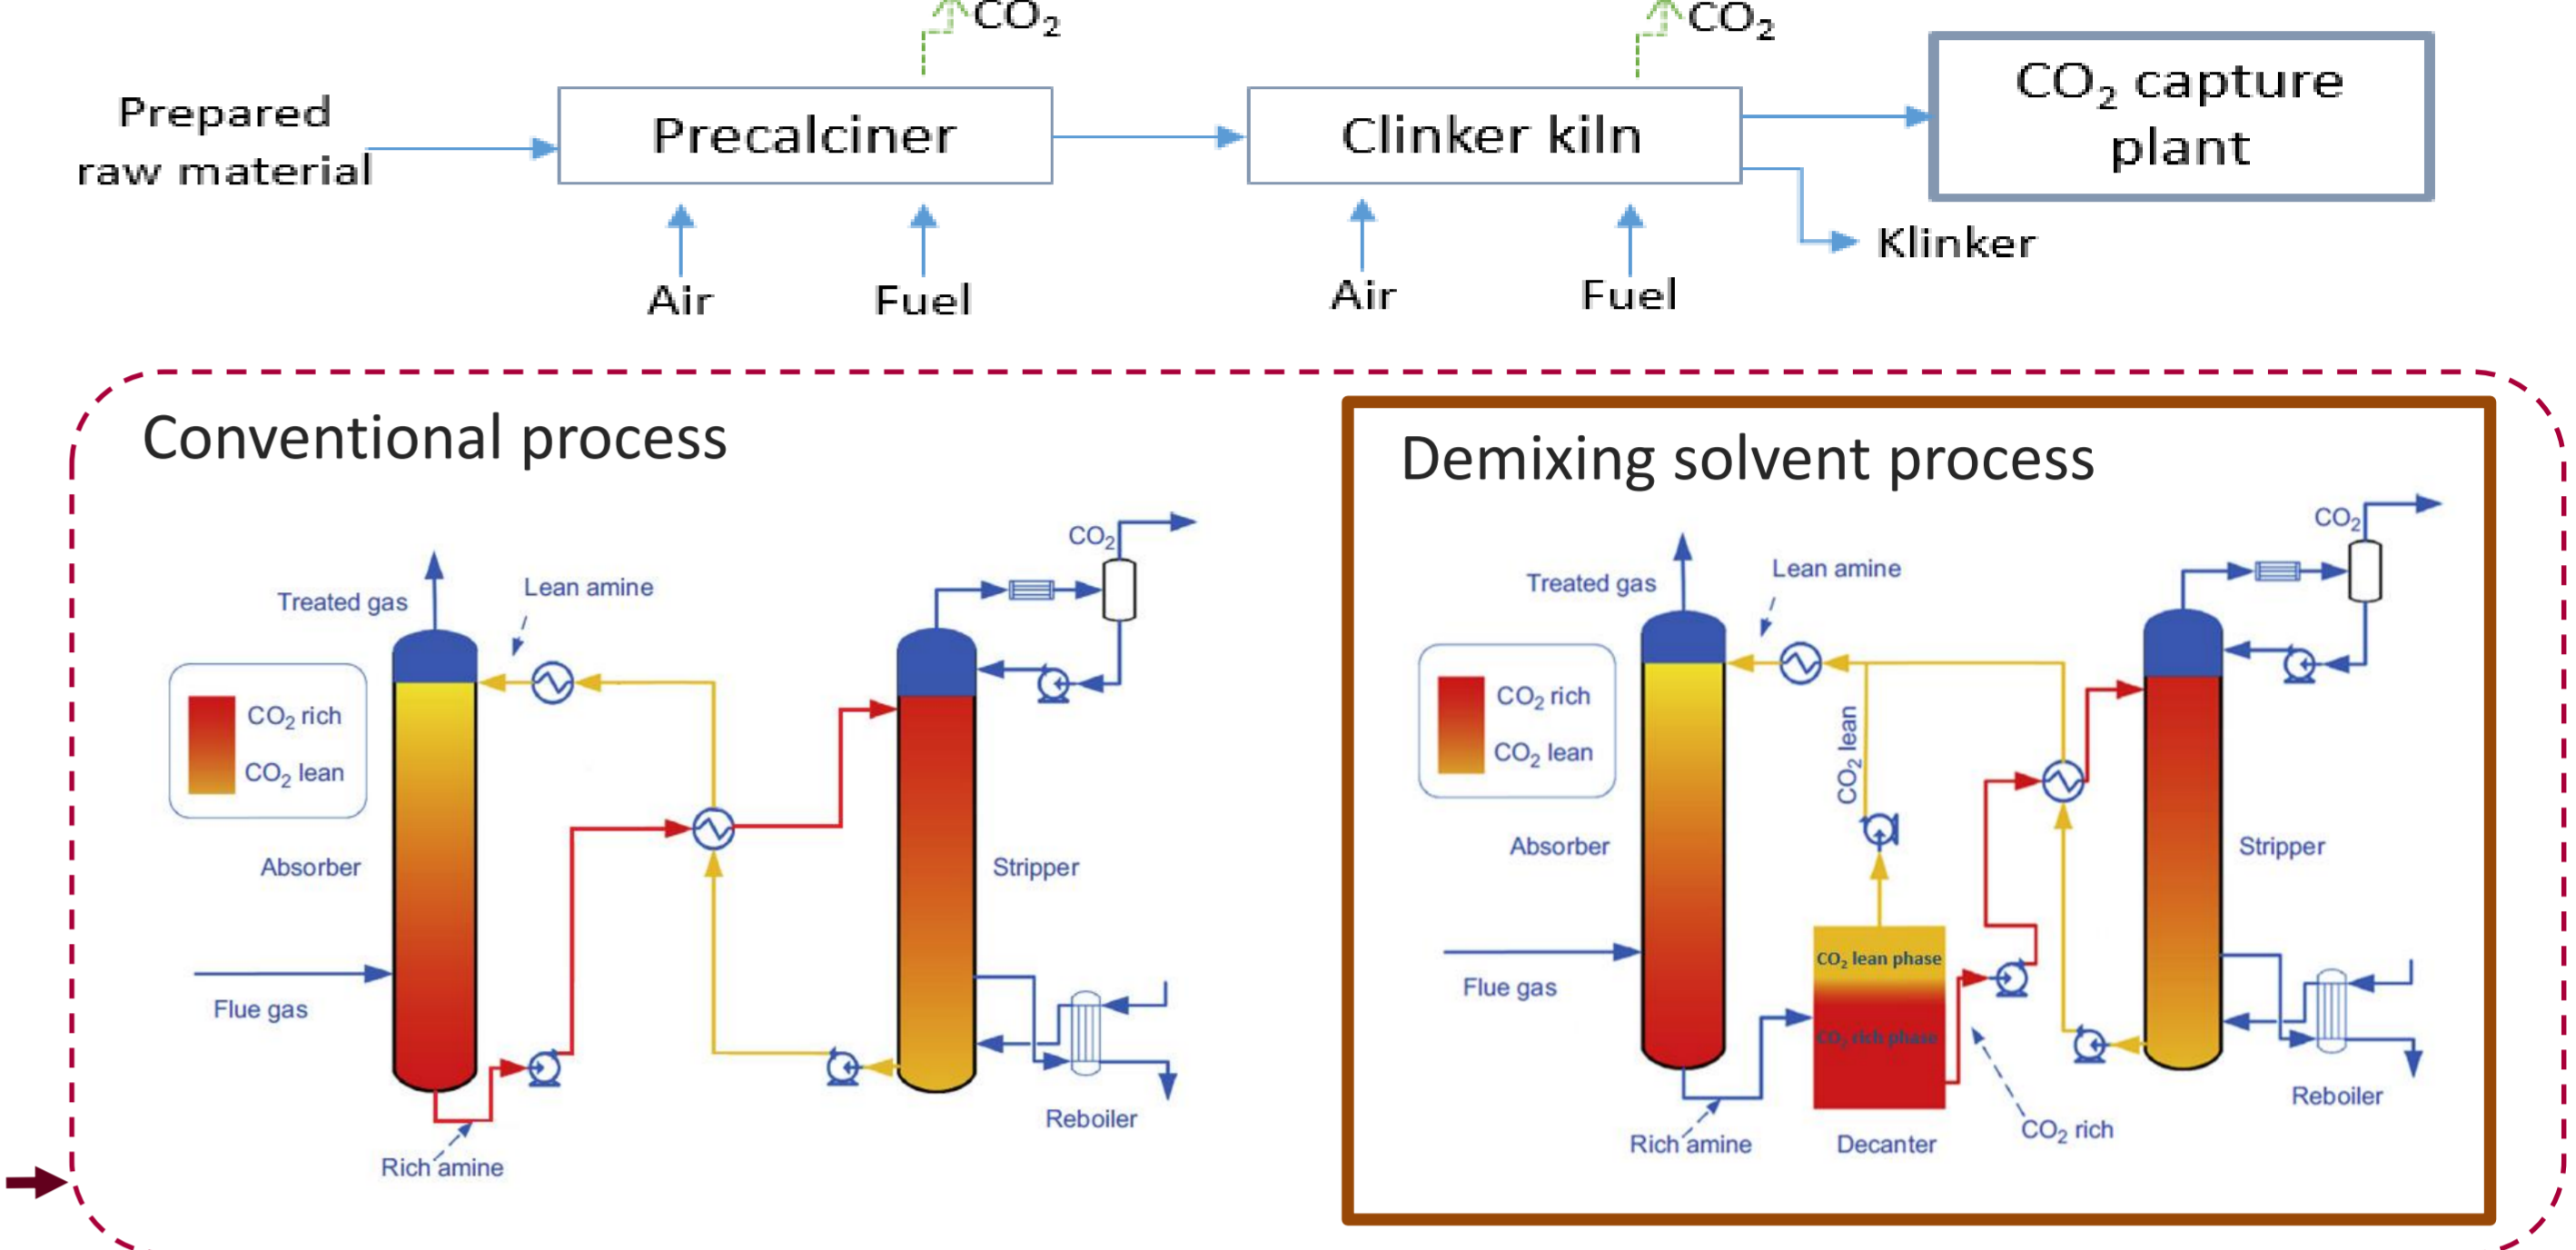 CO₂
CO₂
Prepared
raw material
Precalciner
Clinker kiln
CO₂ capture
plant
Klinker
Air
Fuel
Air
Fuel
Conventional process
CO₂
Treated gas
Lean amine
CO₂ rich
CO₂ lean
Absorber
Stripper
Flue gas
Reboiler
Rich amine
Demixing solvent process
CO₂
Treated gas
Lean amine
CO₂ rich
CO₂ lean
CO₂ lean
Absorber
Stripper
CO₂ lean phase
Flue gas
CO₂ rich phase
Reboiler
Rich amine
Decanter
CO₂ rich